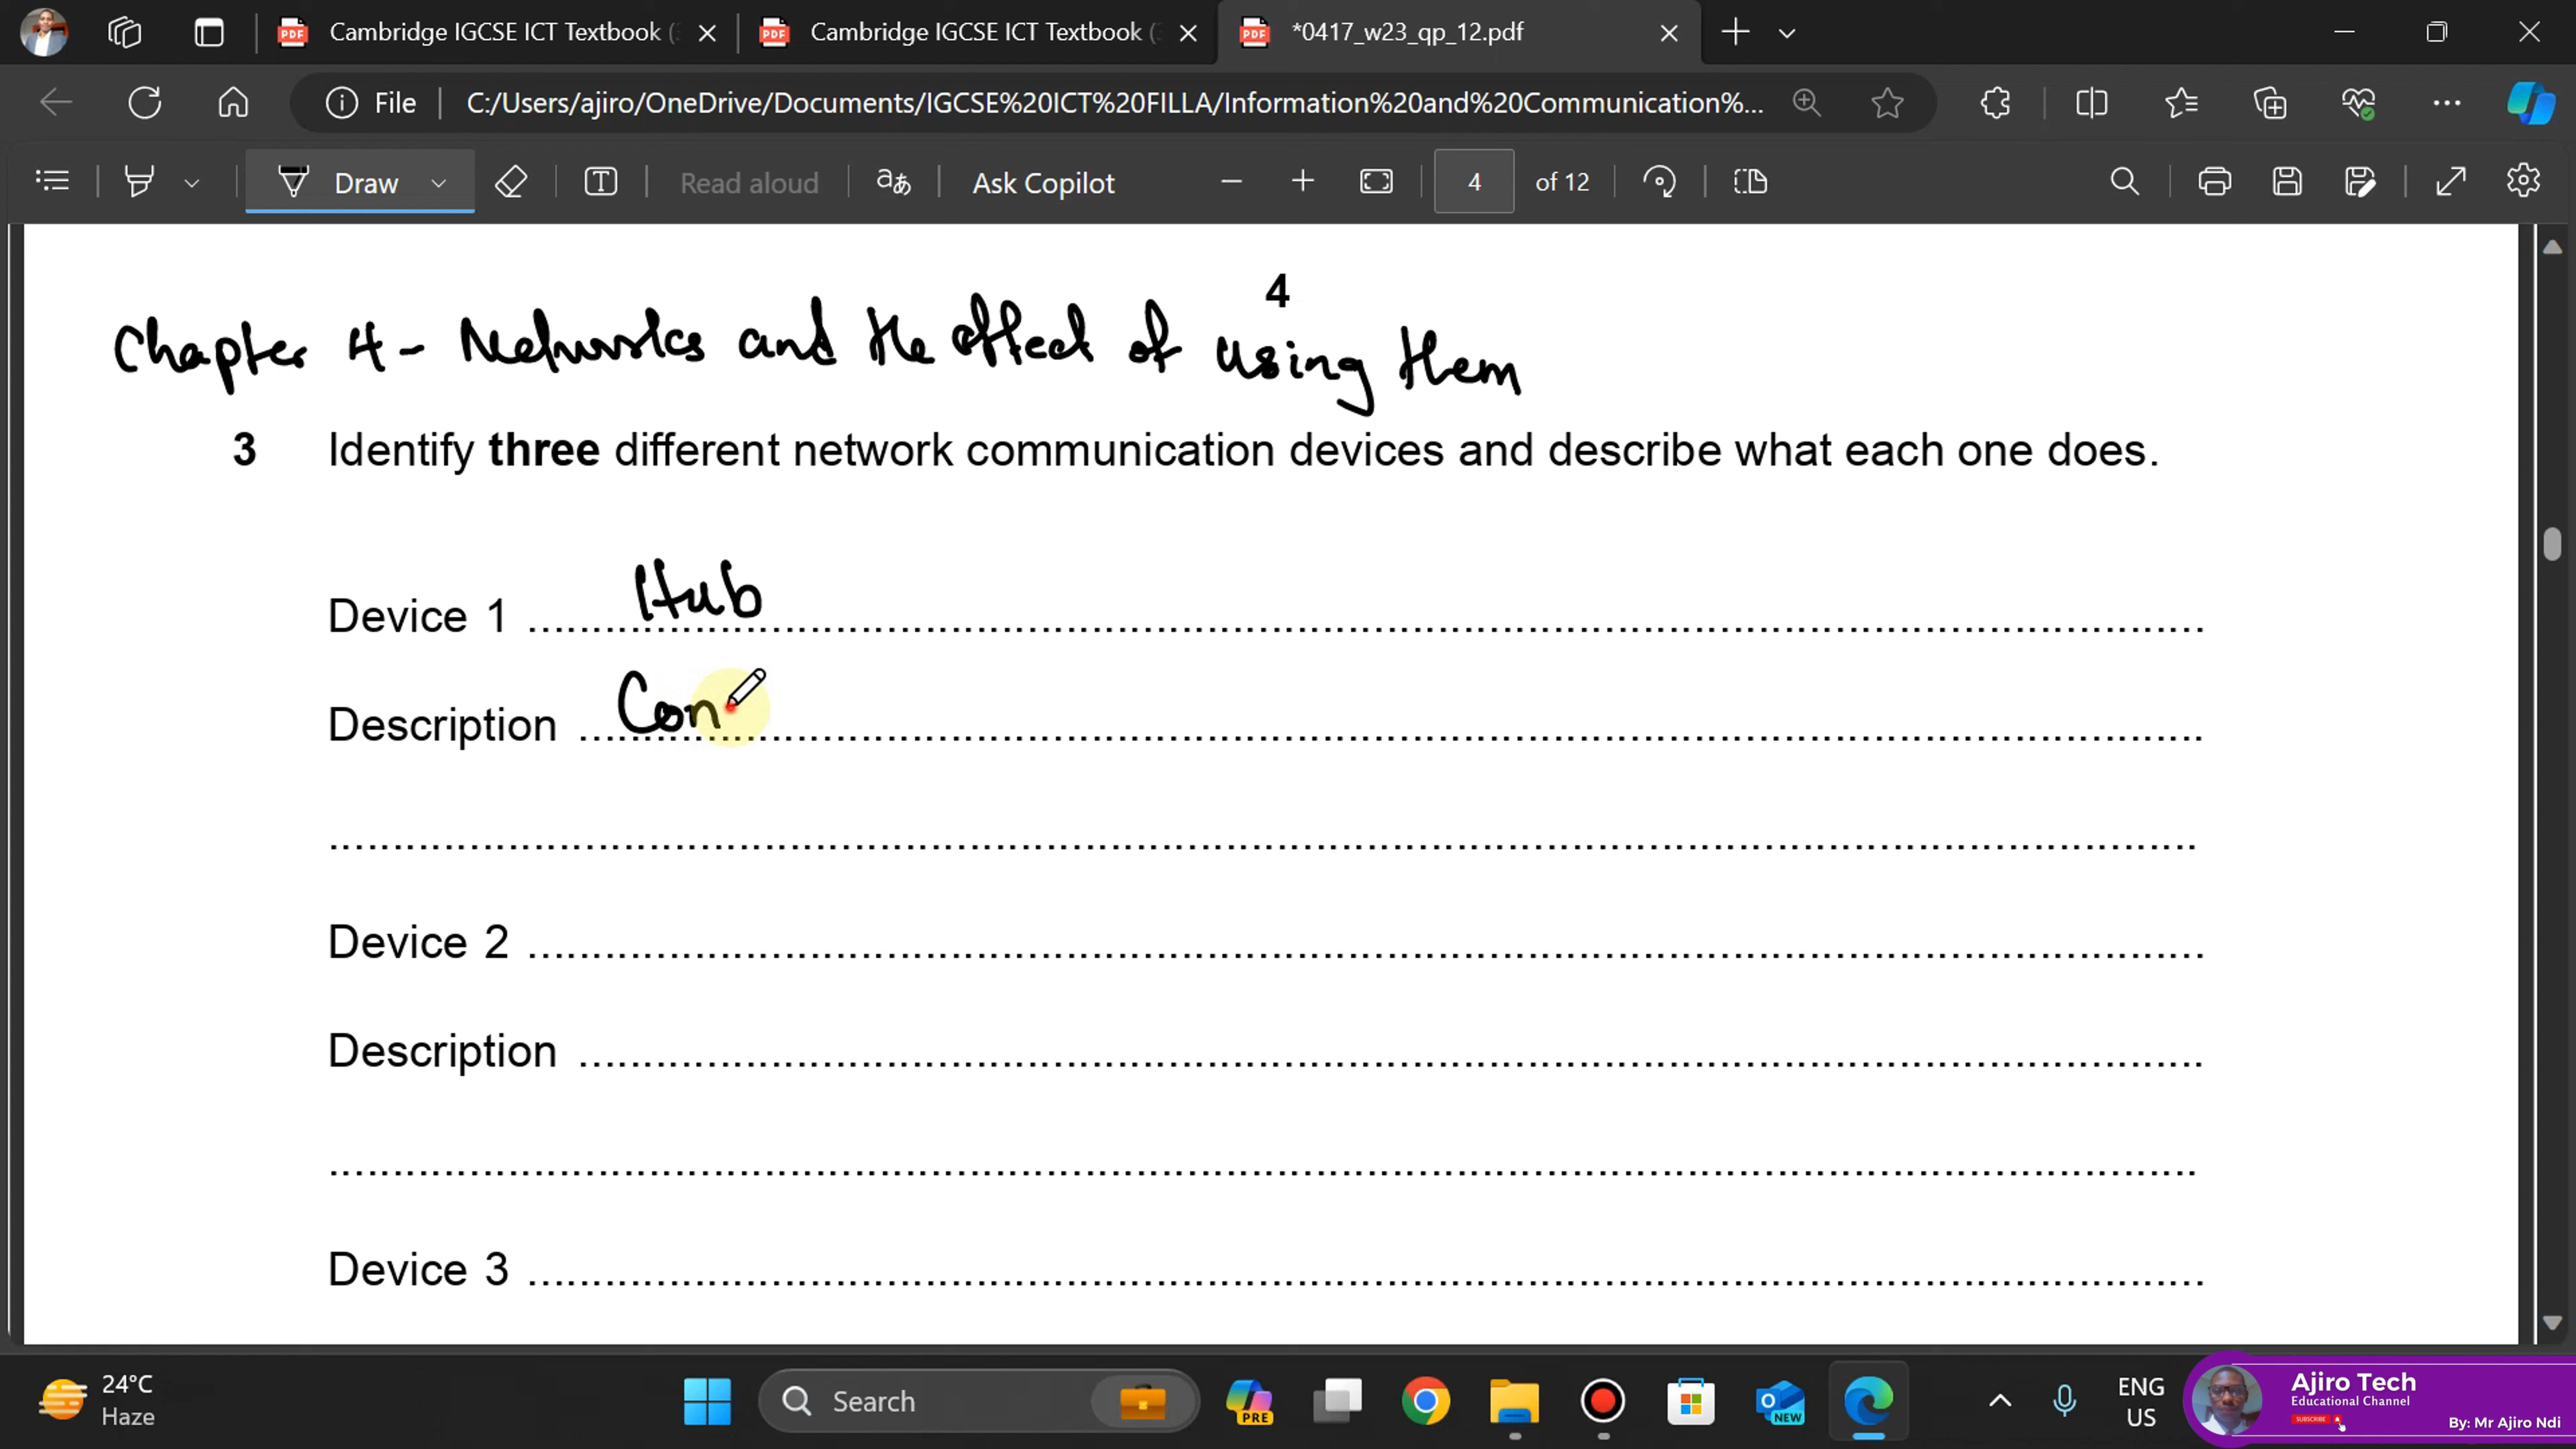 Cambridge IGCSE ICT Textbook (
Cambridge IGCSE ICT Textbook (
*0417_w23_qp_12.pdf
File
C:/Users/ajiro/OneDrive/Documents/IGCSE%20ICT%20FILLA/Information%20and%20Communication%...
Draw
Read aloud
Ask Copilot
4 of 12
4
Chapter 4 - Networks and the effect of using them
3 Identify three different network communication devices and describe what each one does.
Device 1 Hub
Description Con
Device 2
Description
Device 3
24°C
Haze
Search
PRE
NEW
ENG
US
Ajiro Tech
Educational Channel
SUBSCRIBE
By: Mr Ajiro Ndi